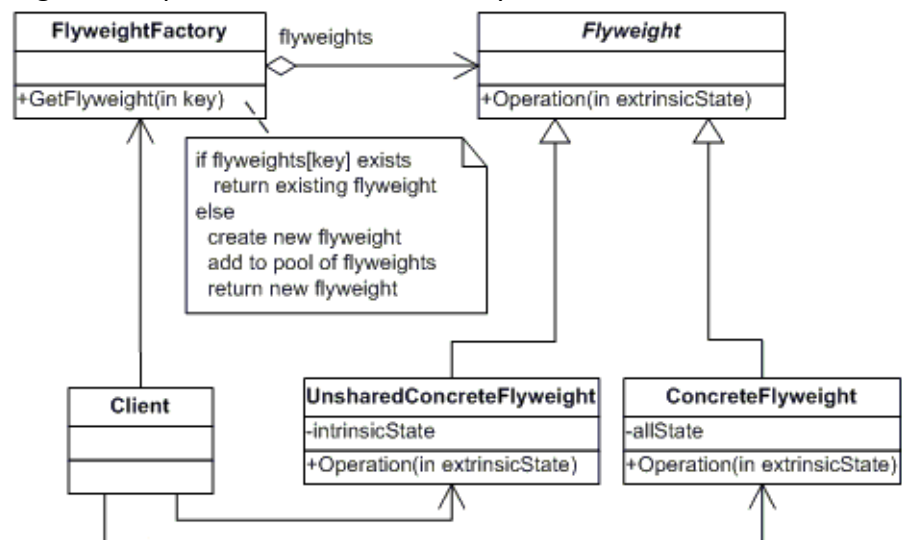 FlyweightFactory
flyweights
Flyweight
+GetFlyweight(in key)
+Operation(in extrinsicState)
if flyweights[key] exists
return existing flyweight
else
create new flyweight
add to pool of flyweights
return new flyweight
Client
UnsharedConcreteFlyweight
-intrinsicState
+Operation(in extrinsicState)
ConcreteFlyweight
-allState
+Operation(in extrinsicState)